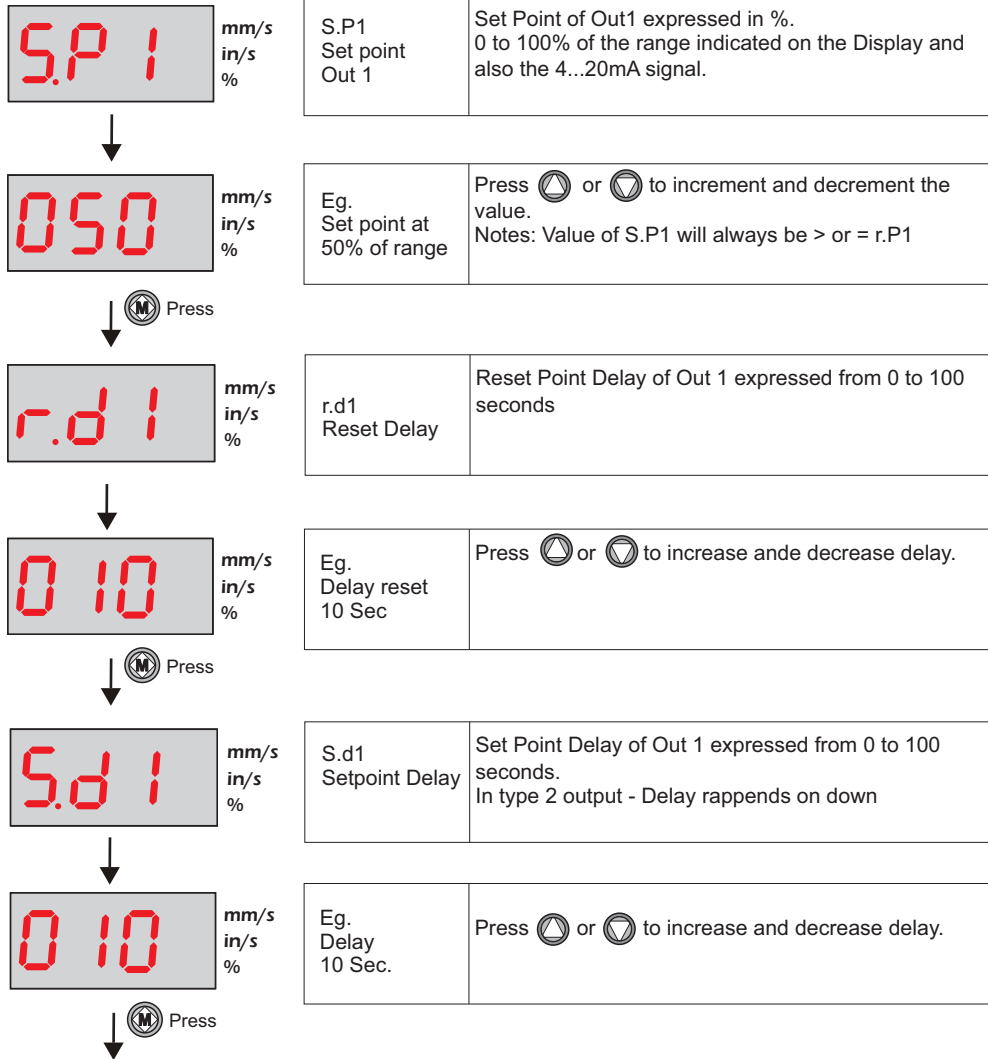 S.P1
mm/s
in/s
%
S.P1
Set point
Out 1
Set Point of Out1 expressed in %.
0 to 100% of the range indicated on the Display and
also the 4...20mA signal.
050
mm/s
in/s
%
Eg.
Set point at
50% of range
Press or to increment and decrement the
value.
Notes: Value of S.P1 will always be > or = r.P1
M Press
r.d1
mm/s
in/s
%
r.d1
Reset Delay
Reset Point Delay of Out 1 expressed from 0 to 100
seconds
010
mm/s
in/s
%
Eg.
Delay reset
10 Sec
Press or to increase ande decrease delay.
M Press
S.d1
mm/s
in/s
%
S.d1
Setpoint Delay
Set Point Delay of Out 1 expressed from 0 to 100
seconds.
In type 2 output - Delay rappends on down
010
mm/s
in/s
%
Eg.
Delay
10 Sec.
Press or to increase and decrease delay.
M Press